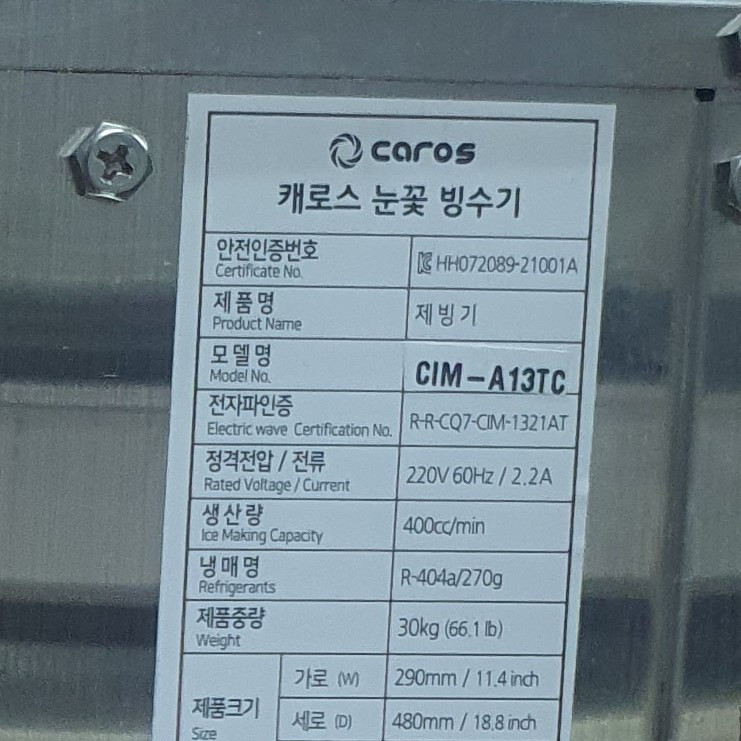 caros
캐로스 눈꽃 빙수기
안전인증번호
Certificate No.
HH072089-21001A
제 품 명
Product Name
제 빙 기
모 델 명
Model No.
CIM-A13TC
전자파인증
Electric wave Certification No.
R-R-CQ7-CIM-1321AT
정격전압 / 전류
Rated Voltage / Current
220V 60Hz / 2.2A
생 산 량
Ice Making Capacity
400cc/min
냉 매 명
Refrigerants
R-404a/270g
제품중량
Weight
30kg (66.1 lb)
제품크기
Size
가로 (W)
290mm / 11.4 inch
세로 (D)
480mm / 18.8 inch